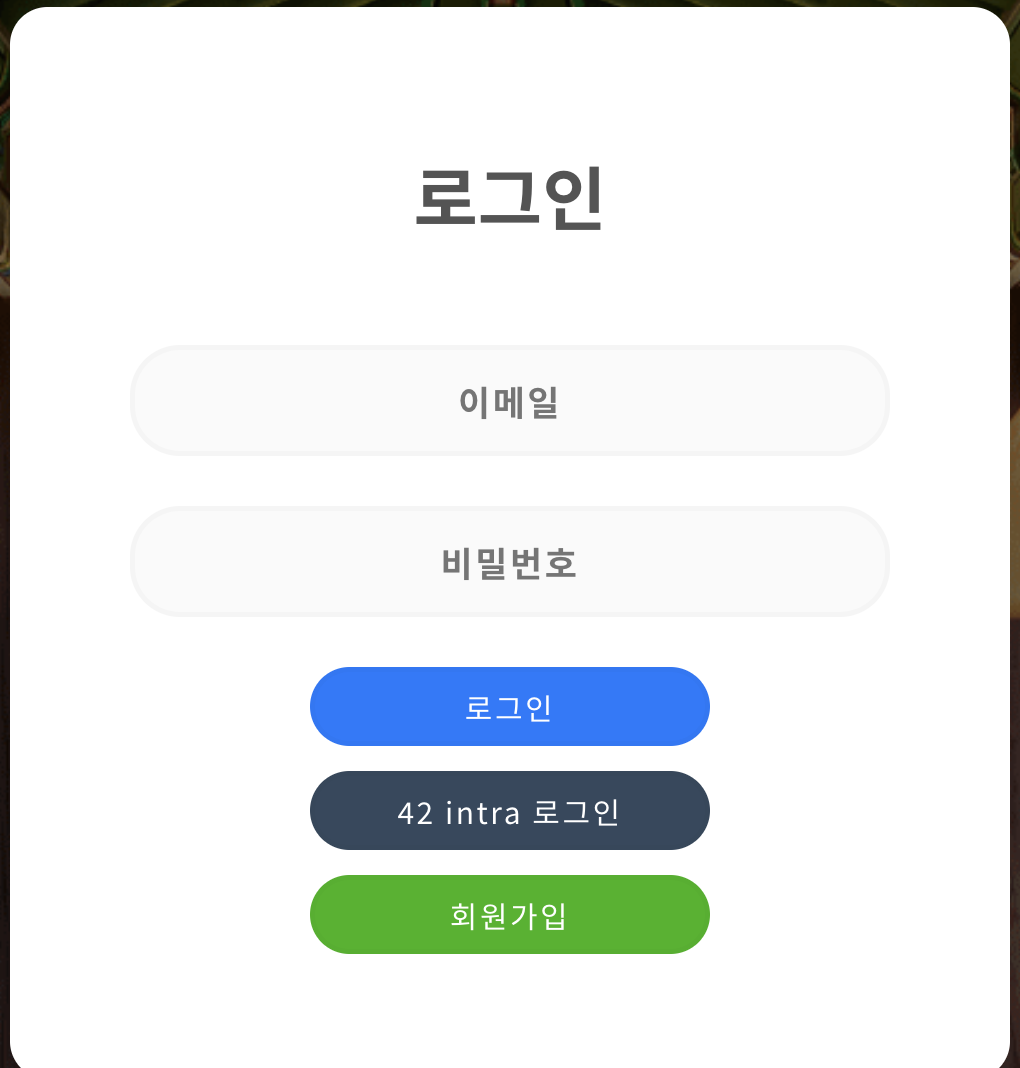 로그인
이메일
비밀번호
로그인
42 intra 로그인
회원가입